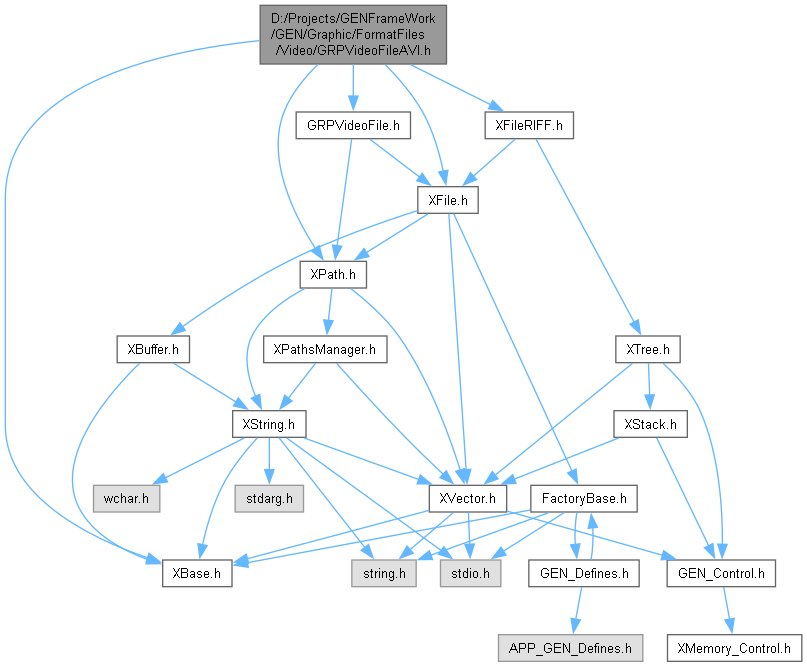 D:/Projects/GENFrameWork
/GEN/Graphic/FormatFiles
/Video/GRPVideoFileAVI.h
GRPVideoFile.h
XFileRIFF.h
XFile.h
XPath.h
XBuffer.h
XPathsManager.h
XTree.h
XString.h
XStack.h
wchar.h
stdarg.h
XVector.h
FactoryBase.h
XBase.h
string.h
stdio.h
GEN_Defines.h
GEN_Control.h
APP_GEN_Defines.h
XMemory_Control.h